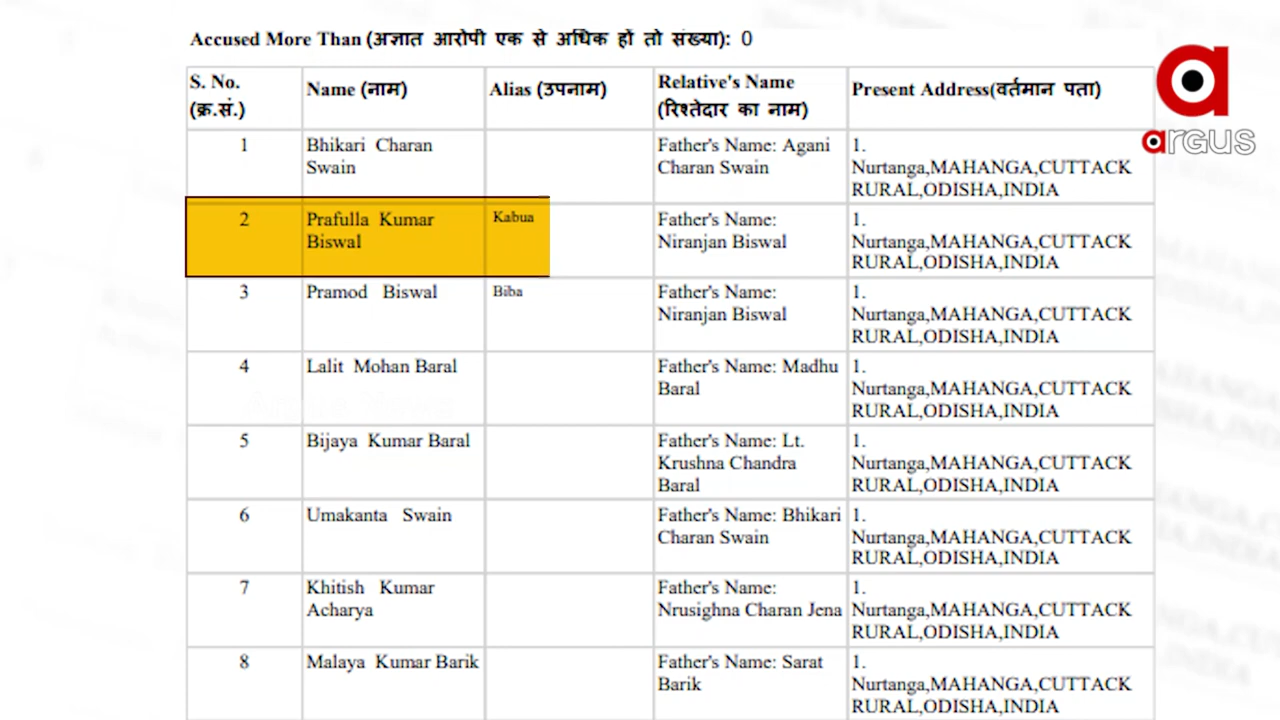 Accused More Than (अज्ञात आरोपी एक से अधिक हों तो संख्या): 0
argus
S. No. (क्र.सं.) Name (नाम) Alias (उपनाम) Relative's Name (रिश्तेदार का नाम) Present Address(वर्तमान पता)
1 Bhikari Charan Swain Father's Name: Agani Charan Swain 1. Nurtanga,MAHANGA,CUTTACK RURAL,ODISHA,INDIA
2 Prafulla Kumar Biswal Kabua Father's Name: Niranjan Biswal 1. Nurtanga,MAHANGA,CUTTACK RURAL,ODISHA,INDIA
3 Pramod Biswal Biba Father's Name: Niranjan Biswal 1. Nurtanga,MAHANGA,CUTTACK RURAL,ODISHA,INDIA
4 Lalit Mohan Baral Father's Name: Madhu Baral 1. Nurtanga,MAHANGA,CUTTACK RURAL,ODISHA,INDIA
5 Bijaya Kumar Baral Father's Name: Lt. Krushna Chandra Baral 1. Nurtanga,MAHANGA,CUTTACK RURAL,ODISHA,INDIA
6 Umakanta Swain Father's Name: Bhikari Charan Swain 1. Nurtanga,MAHANGA,CUTTACK RURAL,ODISHA,INDIA
7 Khitish Kumar Acharya Father's Name: Nrusighna Charan Jena 1. Nurtanga,MAHANGA,CUTTACK RURAL,ODISHA,INDIA
8 Malaya Kumar Barik Father's Name: Sarat Barik 1. Nurtanga,MAHANGA,CUTTACK RURAL,ODISHA,INDIA